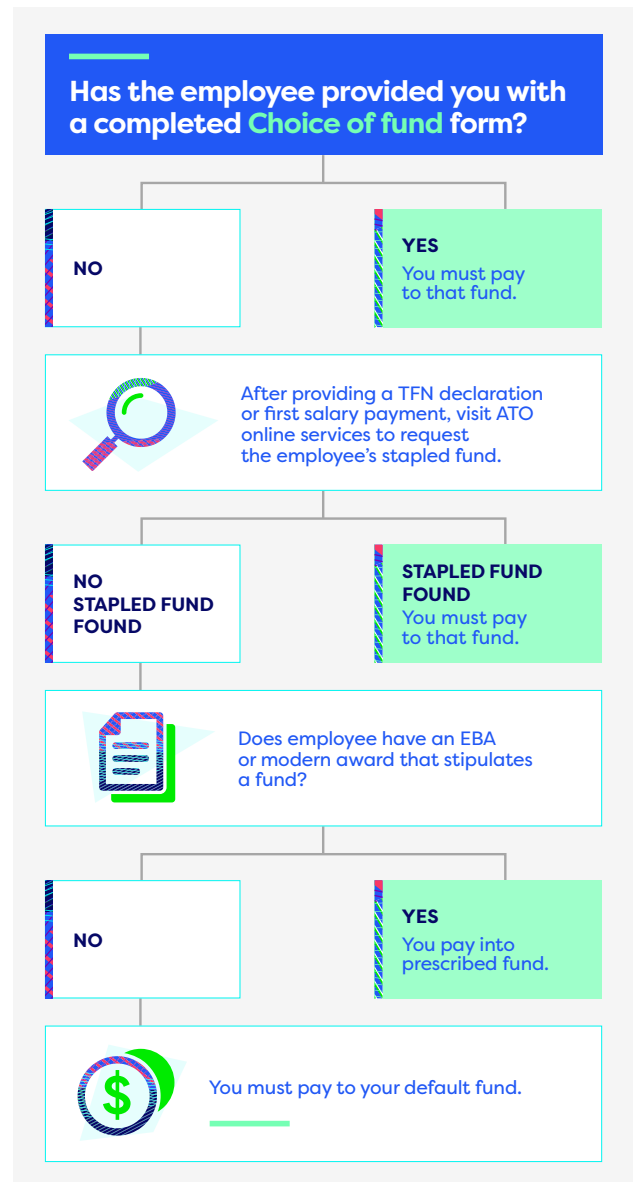 Has the employee provided you with
a completed Choice of fund form?
NO
YES
You must pay
to that fund.
After providing a TFN declaration
or first salary payment, visit ATO
online services to request
the employee’s stapled fund.
NO
STAPLED FUND
FOUND
STAPLED FUND
FOUND
You must pay
to that fund.
Does employee have an EBA
or modern award that stipulates
a fund?
NO
YES
You pay into
prescribed fund.
$
You must pay to your default fund.